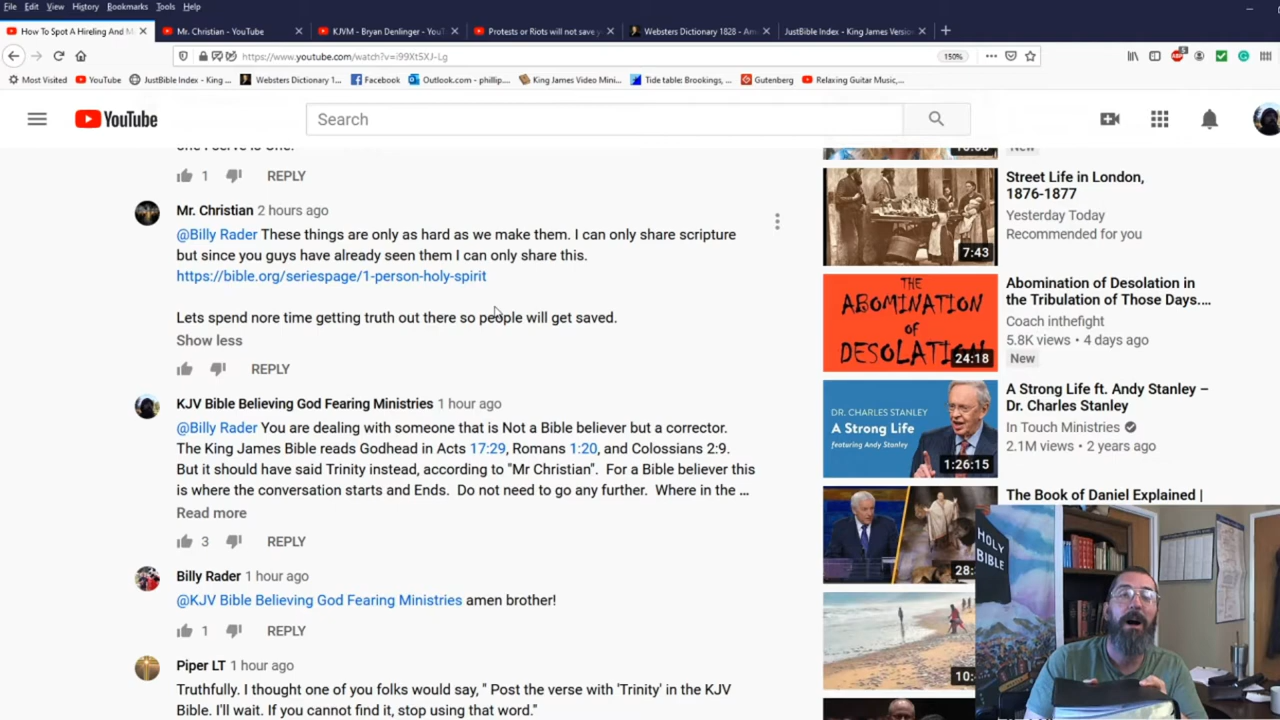 File Edit View History Bookmarks Tools Help
How To Spot A Hireling And M
Mr. Christian - YouTube
KJVM - Bryan Denlinger - You
Protests or Riots will not save y
Websters Dictionary 1828 - Am
JustBible Index - King James Versio
https://www.youtube.com/watch?v=i99Xt5XJ-Lg
150%
Most Visited YouTube JustBible Index - King ... Websters Dictionary 1... Facebook Outlook.com - phillip.... King James Video Mini... Tide table: Brookings, ... Gutenberg Relaxing Guitar Music,...
YouTube
Search
1 REPLY
Mr. Christian 2 hours ago
@Billy Rader These things are only as hard as we make them. I can only share scripture
but since you guys have already seen them I can only share this.
https://bible.org/seriespage/1-person-holy-spirit
Lets spend nore time getting truth out there so people will get saved.
Show less
REPLY
KJV Bible Believing God Fearing Ministries 1 hour ago
@Billy Rader You are dealing with someone that is Not a Bible believer but a corrector.
The King James Bible reads Godhead in Acts 17:29, Romans 1:20, and Colossians 2:9.
But it should have said Trinity instead, according to "Mr Christian". For a Bible believer this
is where the conversation starts and Ends. Do not need to go any further. Where in the ...
Read more
3 REPLY
Billy Rader 1 hour ago
@KJV Bible Believing God Fearing Ministries amen brother!
1 REPLY
Piper LT 1 hour ago
Truthfully. I thought one of you folks would say, " Post the verse with 'Trinity' in the KJV
Bible. I'll wait. If you cannot find it, stop using that word."
New
Street Life in London,
1876-1877
Yesterday Today
Recommended for you
7:43
THE
ABOMINATION
OF
DESOLATION
24:18
Abomination of Desolation in
the Tribulation of Those Days....
Coach inthefight
5.8K views • 4 days ago
New
DR. CHARLES STANLEY
A Strong Life
featuring Andy Stanley
1:26:15
A Strong Life ft. Andy Stanley –
Dr. Charles Stanley
In Touch Ministries
2.1M views • 2 years ago
The Book of Daniel Explained |
28:
10:
HOLY
BIBLE